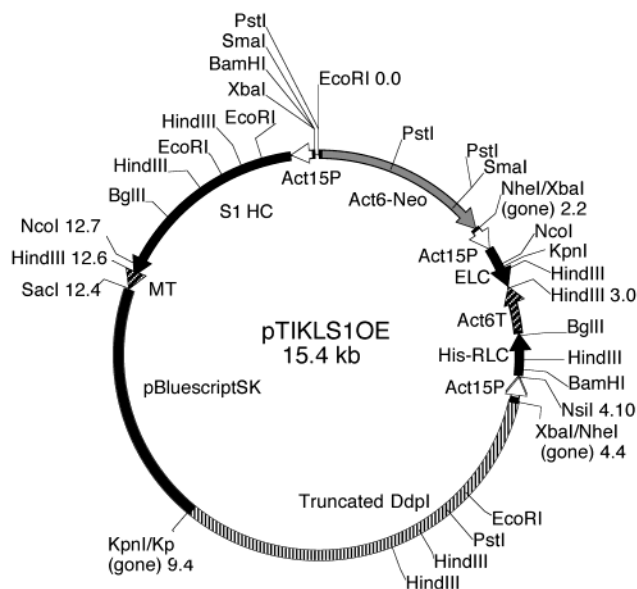 PstI
SmaI
BamHI
XbaI
EcoRI 0.0
EcoRI
HindIII
EcoRI
HindIII
BglII
NcoI 12.7
HindIII 12.6
SacI 12.4
MT
S1 HC
Act15P
Act6-Neo
PstI
PstI
SmaI
NheI/XbaI
(gone) 2.2
NcoI
KpnI
HindIII
HindIII 3.0
Act15P
ELC
Act6T
BglII
His-RLC
HindIII
BamHI
Act15P
NsiI 4.10
XbaI/NheI
(gone) 4.4
pTIKLS1OE
15.4 kb
pBluescriptSK
Truncated DdpI
EcoRI
PstI
HindIII
HindIII
KpnI/Kp
(gone) 9.4